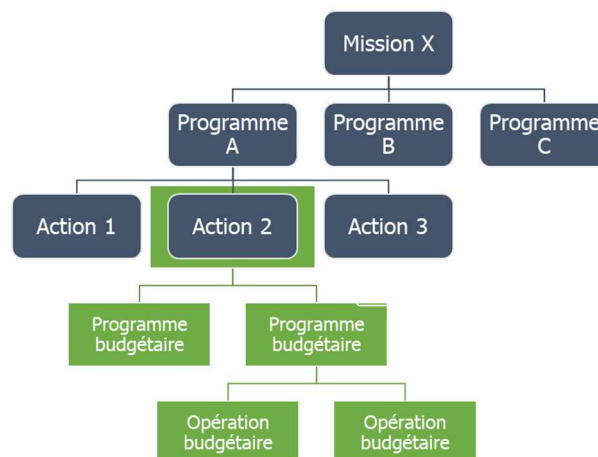 Mission X
Programme
A
Programme
B
Programme
C
Action 1
Action 2
Action 3
Programme
budgétaire
Programme
budgétaire
Opération
budgétaire
Opération
budgétaire